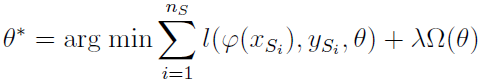 θ* = arg min ∑_{i=1}^{n_S} l(φ(x_{S_i}), y_{S_i}, θ) + λΩ(θ)